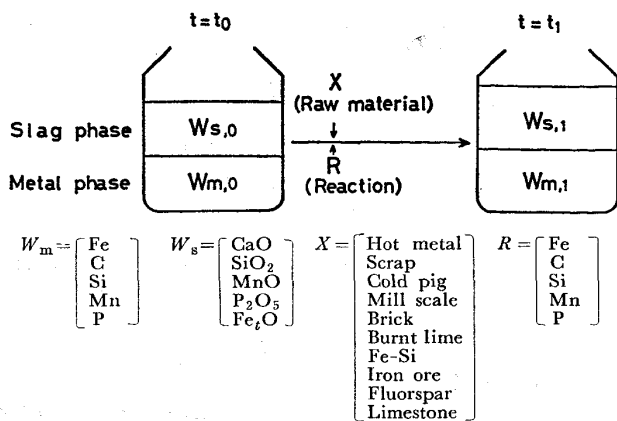 t=t0
t=t1
X
(Raw material)
Slag phase
Ws,0
Ws,1
R
(Reaction)
Metal phase
Wm,0
Wm,1
Wm=
Fe
C
Si
Mn
P
Ws=
CaO
SiO2
MnO
P2O5
FetO
X=
Hot metal
Scrap
Cold pig
Mill scale
Brick
Burnt lime
Fe-Si
Iron ore
Fluorspar
Limestone
R=
Fe
C
Si
Mn
P